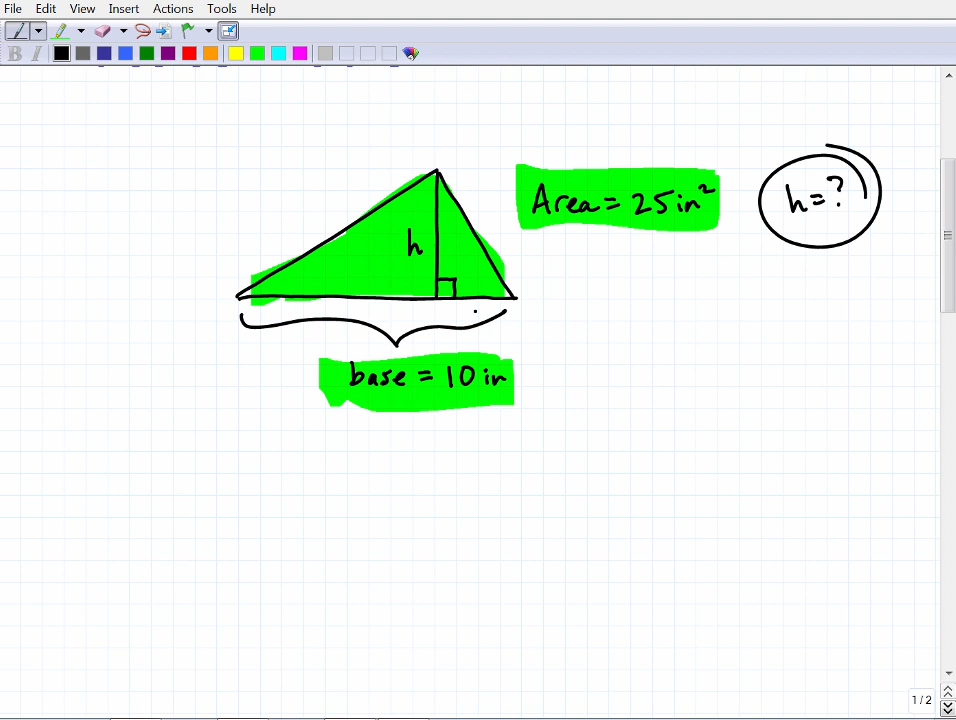 File Edit View Insert Actions Tools Help
B I
Area = 25 in²
h = ?
h
base = 10 in
1 / 2